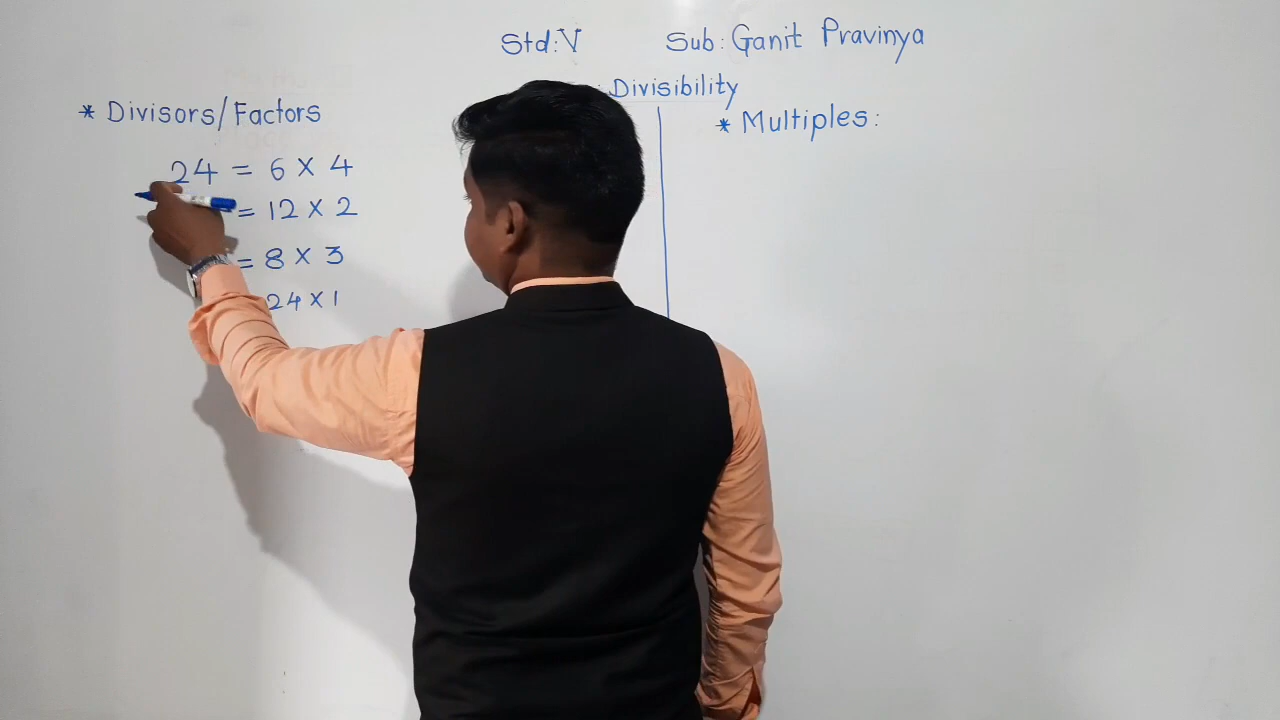 Std: V Sub: Ganit Pravinya
: Divisibility
* Divisors/Factors
24 = 6 X 4
= 12 X 2
= 8 X 3
24 X 1
* Multiples: